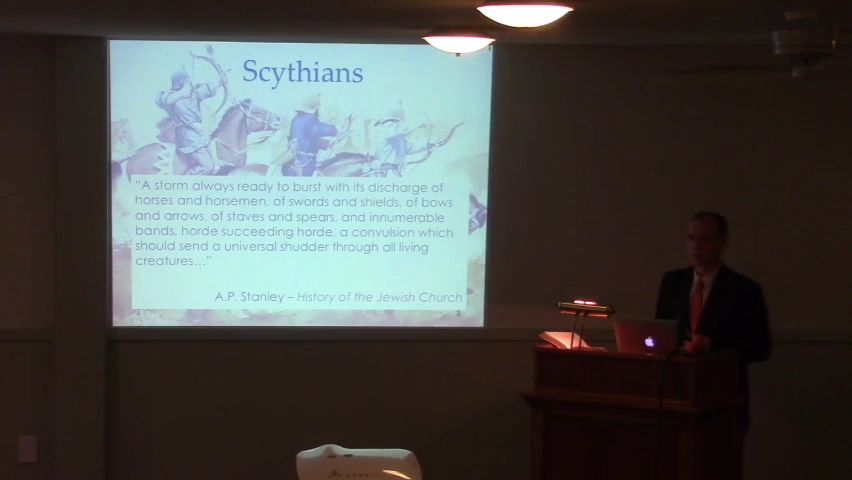 Scythians
“A storm always ready to burst with its discharge of
horses and horsemen, of swords and shields, of bows
and arrows, of staves and spears, and innumerable
bands, horde succeeding horde, a convulsion which
should send a universal shudder through all living
creatures…”
A.P. Stanley – History of the Jewish Church